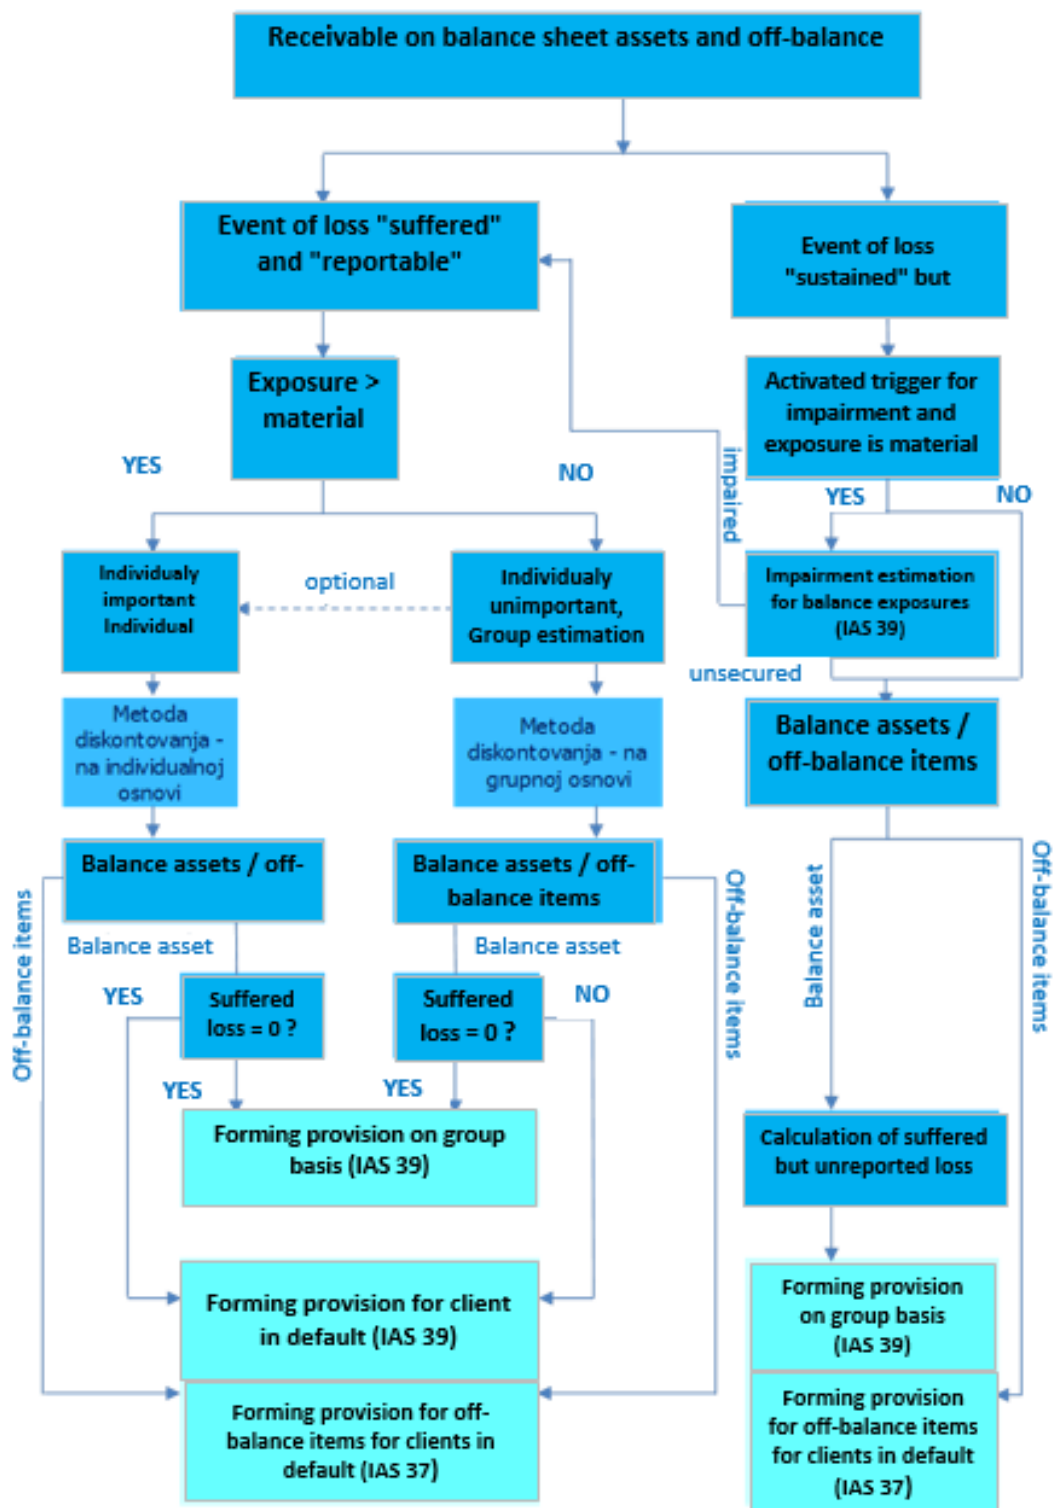 Receivable on balance sheet assets and off-balance
Event of loss "suffered"
and "reportable"
Event of loss
"sustained" but
Exposure >
material
Activated trigger for
impairment and
exposure is material
YES
NO
impaired
YES
NO
Individualy
important
Individual
optional
Individualy
unimportant,
Group estimation
Impairment estimation
for balance exposures
(IAS 39)
unsecured
Metoda
diskontovanja -
na individualnoj
osnovi
Metoda
diskontovanja - na
grupnoj osnovi
Balance assets /
off-balance items
Balance assets / off-
Balance assets / off-
balance items
Off-balance items
Balance asset
Balance asset
Off-balance items
Balance asset
Off-balance items
YES
Suffered
loss = 0 ?
Suffered
loss = 0 ?
NO
YES
YES
Forming provision on group
basis (IAS 39)
Calculation of suffered
but unreported loss
Forming provision for client
in default (IAS 39)
Forming provision
on group basis
(IAS 39)
Forming provision for off-
balance items for clients in
default (IAS 37)
Forming provision
for off-balance items
for clients in default
(IAS 37)